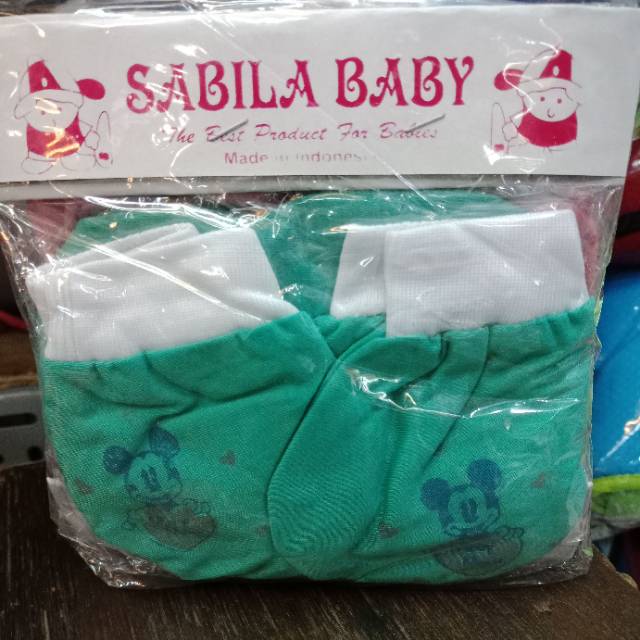 SABILA BABY
The Best Product For Babies
Made in Indonesia